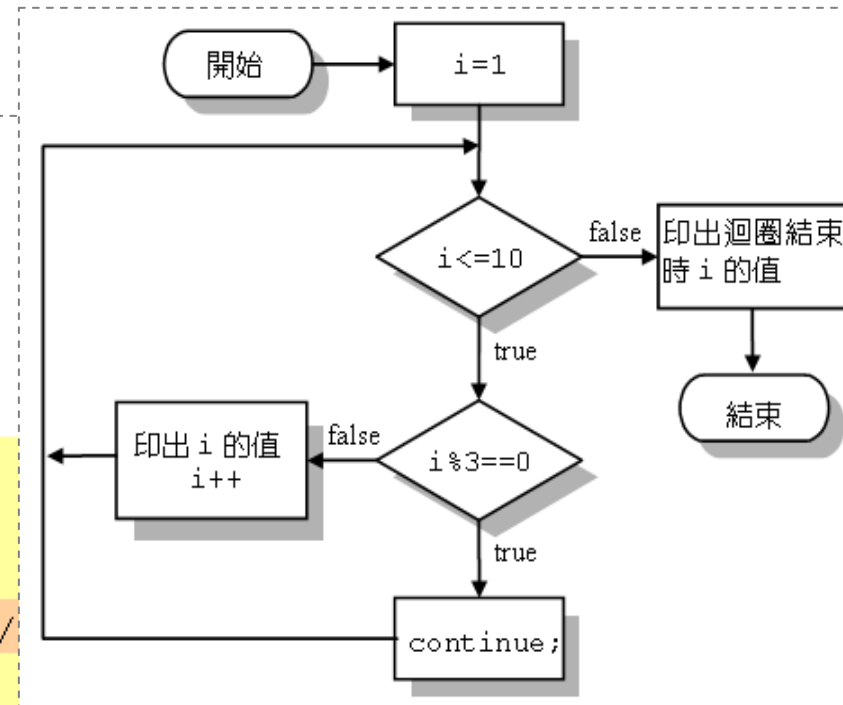 開始
i=1
i<=10
false
印出迴圈結束
時 i 的值
true
結束
印出 i 的值
i++
false
i%3==0
true
continue;
/